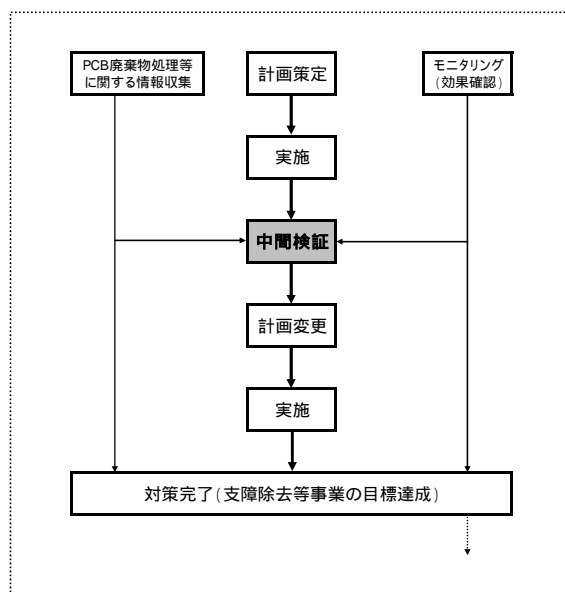 PCB廃棄物処理等
に関する情報収集
計画策定
モニタリング
(効果確認)
実施
中間検証
計画変更
実施
対策完了(支障除去等事業の目標達成)